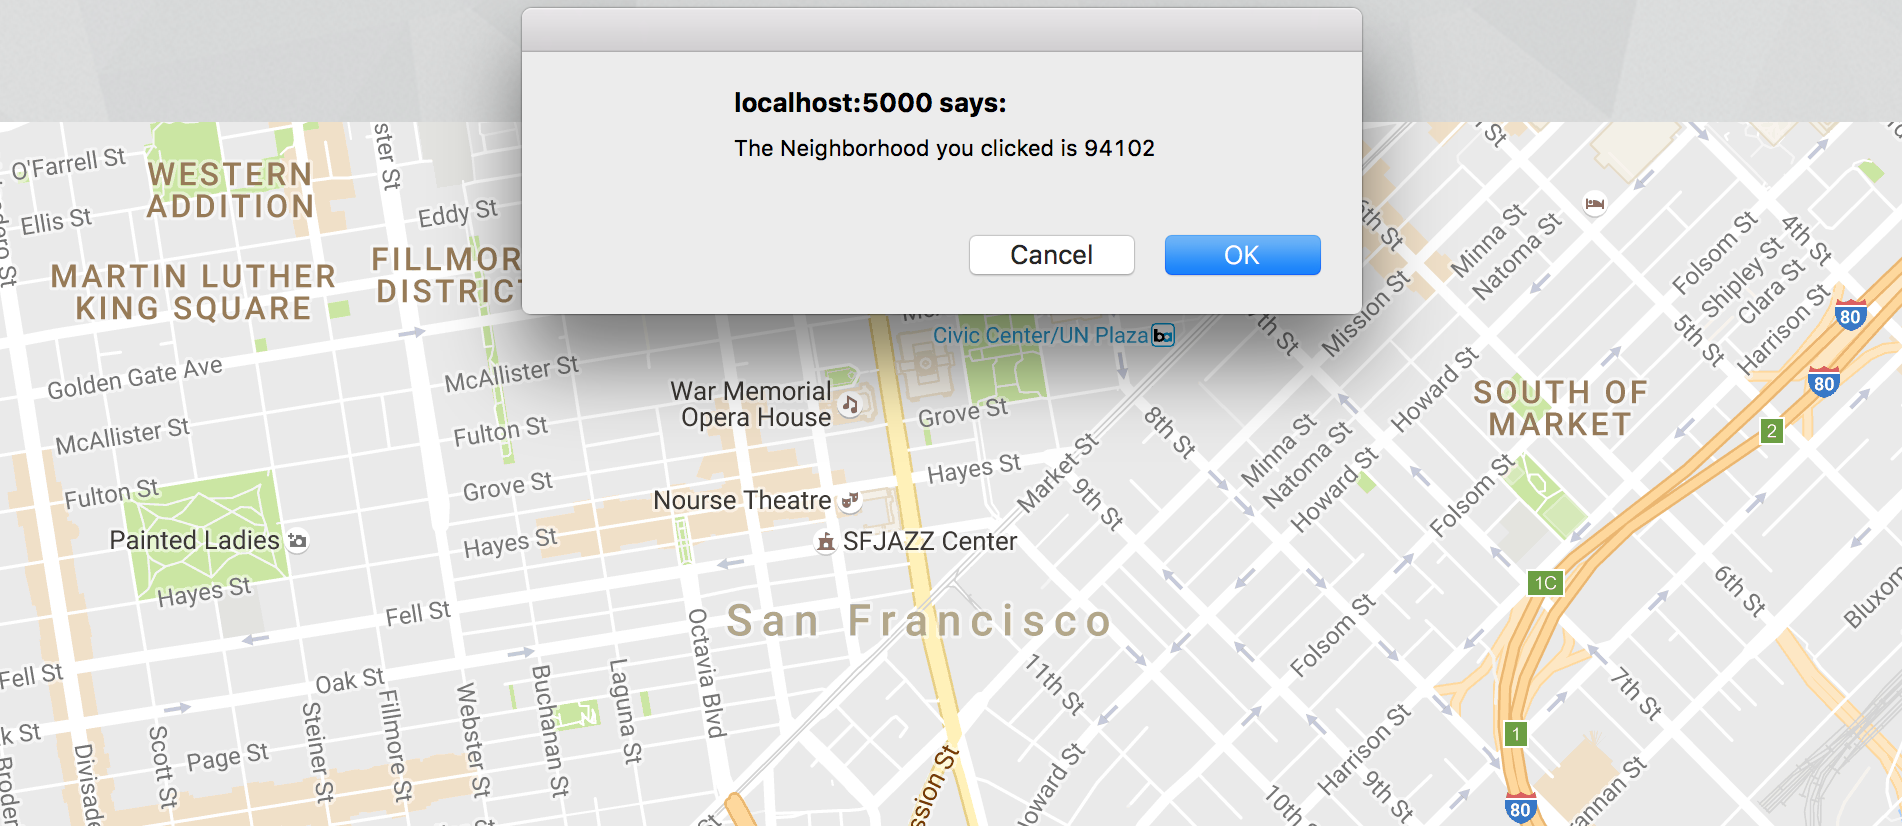 localhost:5000 says:
The Neighborhood you clicked is 94102
Cancel
OK
O'Farrell St
WESTERN
ADDITION
Ellis St
Eddy St
MARTIN LUTHER
KING SQUARE
FILLMOR
DISTRICT
Golden Gate Ave
McAllister St
McAllister St
Fulton St
Fulton St
Grove St
Hayes St
Painted Ladies
Hayes St
Fell St
Fell St
Oak St
Page St
Scott St
Steiner St
Fillmore St
Webster St
Buchanan St
Laguna St
Octavia Blvd
War Memorial
Opera House
Nourse Theatre
SFJAZZ Center
San Francisco
Civic Center/UN Plaza
ba
Grove St
Hayes St
Market St
8th St
9th St
11th St
Minna St
Natoma St
Howard St
Folsom St
Folsom St
Harrison St
9th St
10th
Mission St
Howard St
Minna St
Natoma St
Folsom St
Shipley St
Clara St
Harrison St
4th St
5th St
SOUTH OF
MARKET
6th St
7th St
80
80
2
1C
1
80